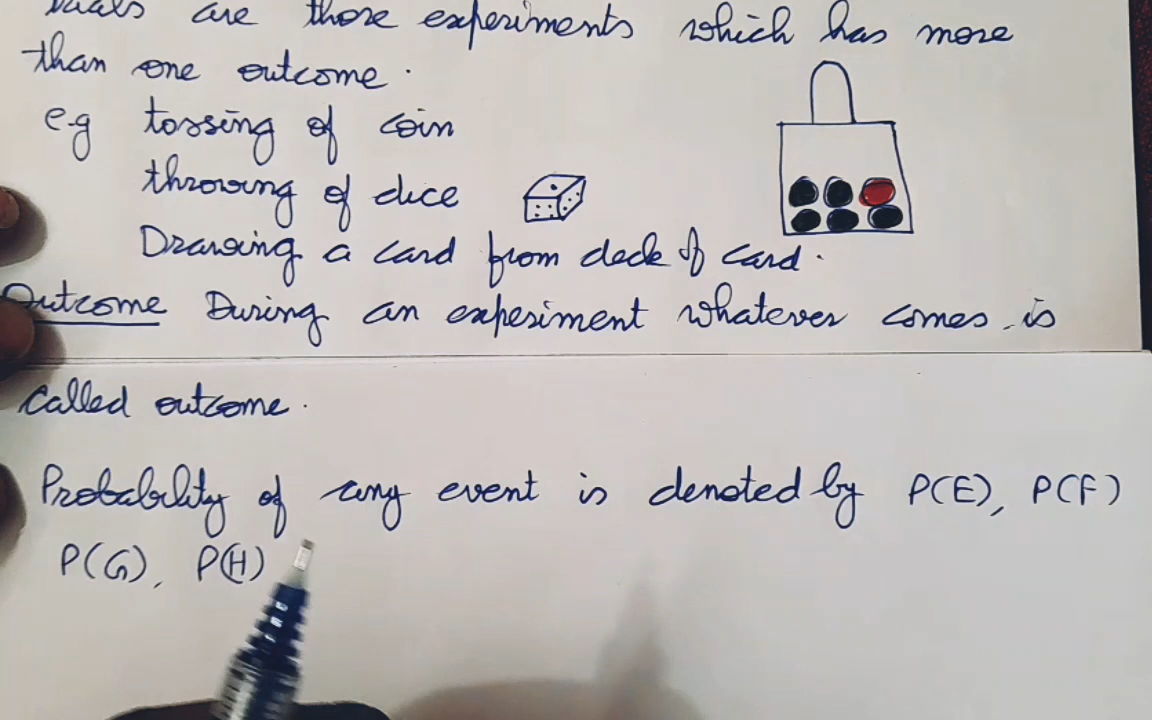 are those experiments which has more
than one outcome.
e.g tossing of coin
throwing of dice
Drawing a card from deck of card.
Outcome During an experiment whatever comes is
called outcome.
Probability of any event is denoted by P(E), P(F)
P(G), P(H)